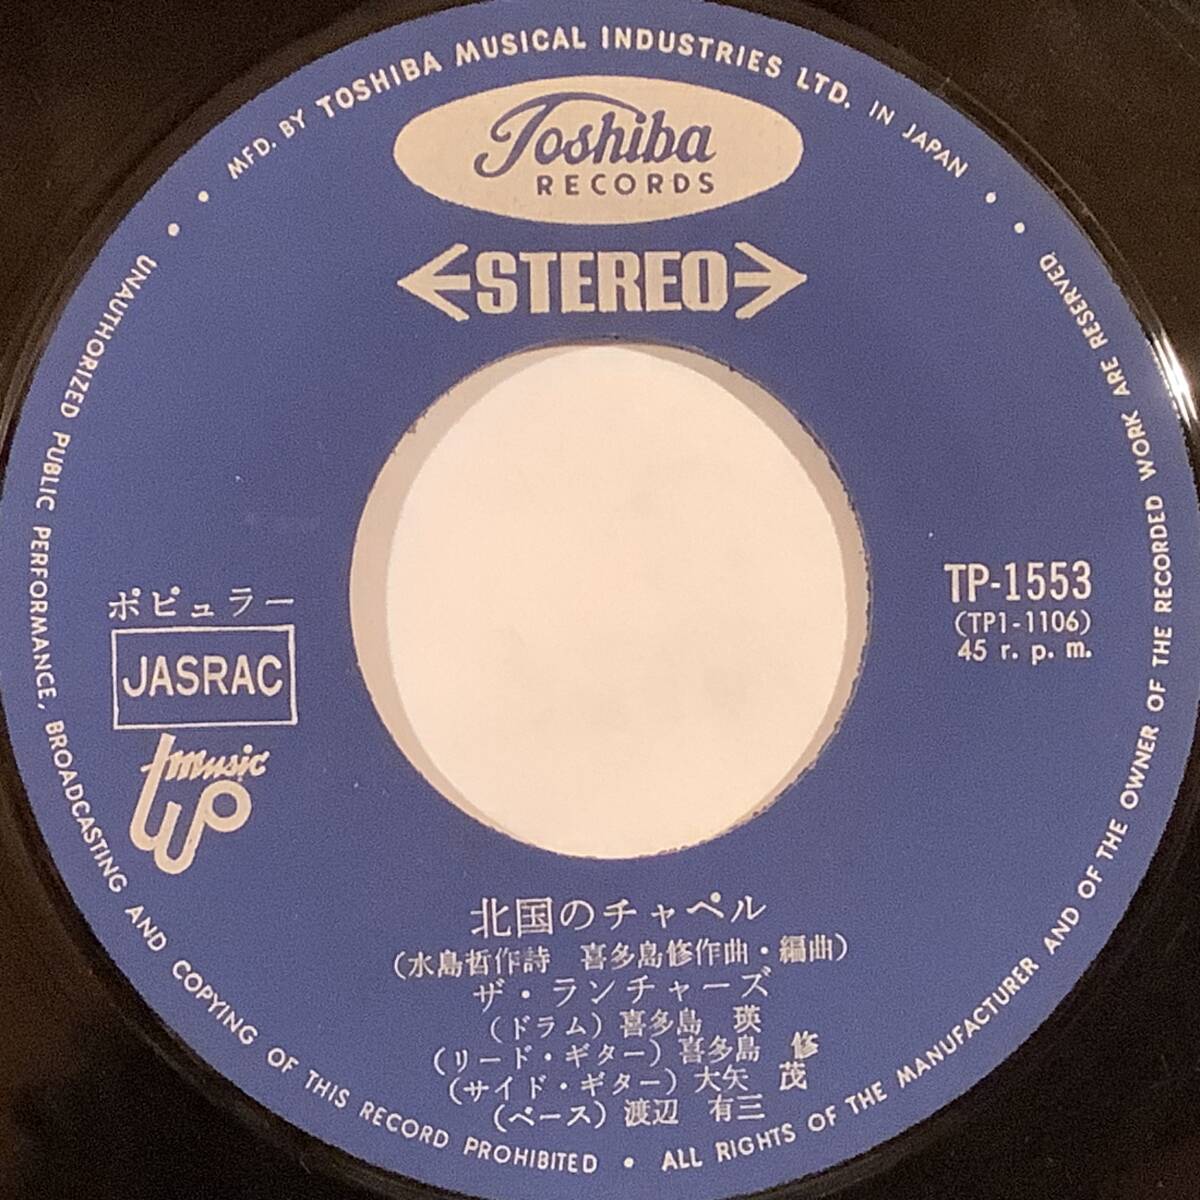 MFD. BY TOSHIBA MUSICAL INDUSTRIES LTD. IN JAPAN
Toshiba
RECORDS
STEREO
TP-1553
(TP1-1106)
45 r. p. m.
ポピュラー
JASRAC
music
北国のチャペル
(水島哲作詩 喜多島修作曲・編曲)
ザ・ランチャーズ
(ドラム) 喜多島 瑛
(リード・ギター) 喜多島 修
(サイド・ギター) 大矢 茂
(ベース) 渡辺 有三
UNAUTHORIZED PUBLIC PERFORMANCE, BROADCASTING AND COPYING OF THIS RECORD PROHIBITED • ALL RIGHTS OF THE MANUFACTURER AND OF THE OWNER OF THE RECORDED WORK ARE RESERVED.